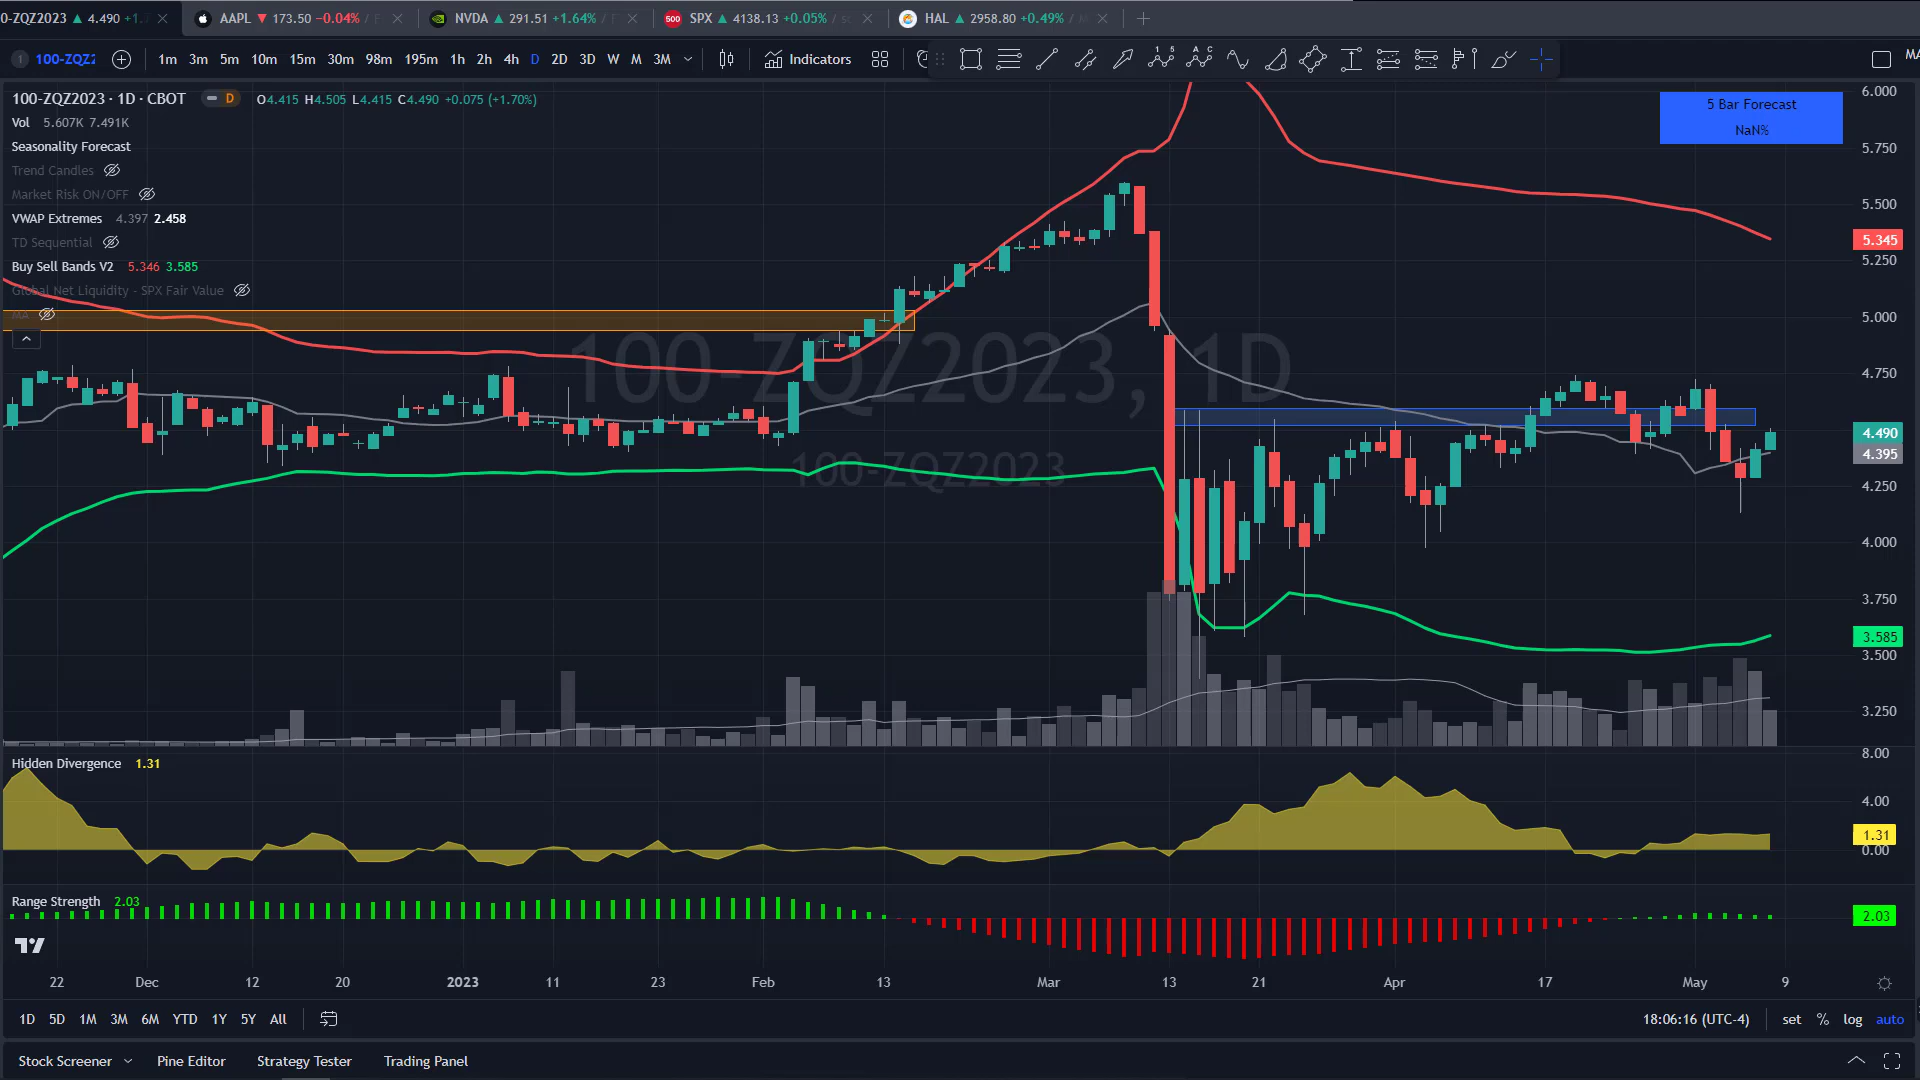 0-ZQZ2023 ▲ 4.490 +1.7
AAPL ▼ 173.50 −0.04% / F
NVDA ▲ 291.51 +1.64% / F
500 SPX ▲ 4138.13 +0.05% / sc
HAL ▲ 2958.80 +0.49% / M
1 100-ZQZ2
1m 3m 5m 10m 15m 30m 98m 195m 1h 2h 4h D 2D 3D W M 3M
Indicators
MA
100-ZQZ2023 · 1D · CBOT D O4.415 H4.505 L4.415 C4.490 +0.075 (+1.70%)
Vol 5.607K 7.491K
Seasonality Forecast
Trend Candles
Market Risk ON/OFF
VWAP Extremes 4.397 2.458
TD Sequential
Buy Sell Bands V2 5.346 3.585
Global Net Liquidity - SPX Fair Value
MA
5 Bar Forecast
NaN%
100-ZQZ2023, 1D
100-ZQZ2023
6.000
5.750
5.500
5.345
5.250
5.000
4.750
4.490
4.395
4.250
4.000
3.750
3.585
3.500
3.250
Hidden Divergence 1.31
8.00
4.00
1.31
0.00
Range Strength 2.03
2.03
22 Dec 12 20 2023 11 23 Feb 13 Mar 13 21 Apr 17 May 9
1D 5D 1M 3M 6M YTD 1Y 5Y All
18:06:16 (UTC-4) set % log auto
Stock Screener Pine Editor Strategy Tester Trading Panel